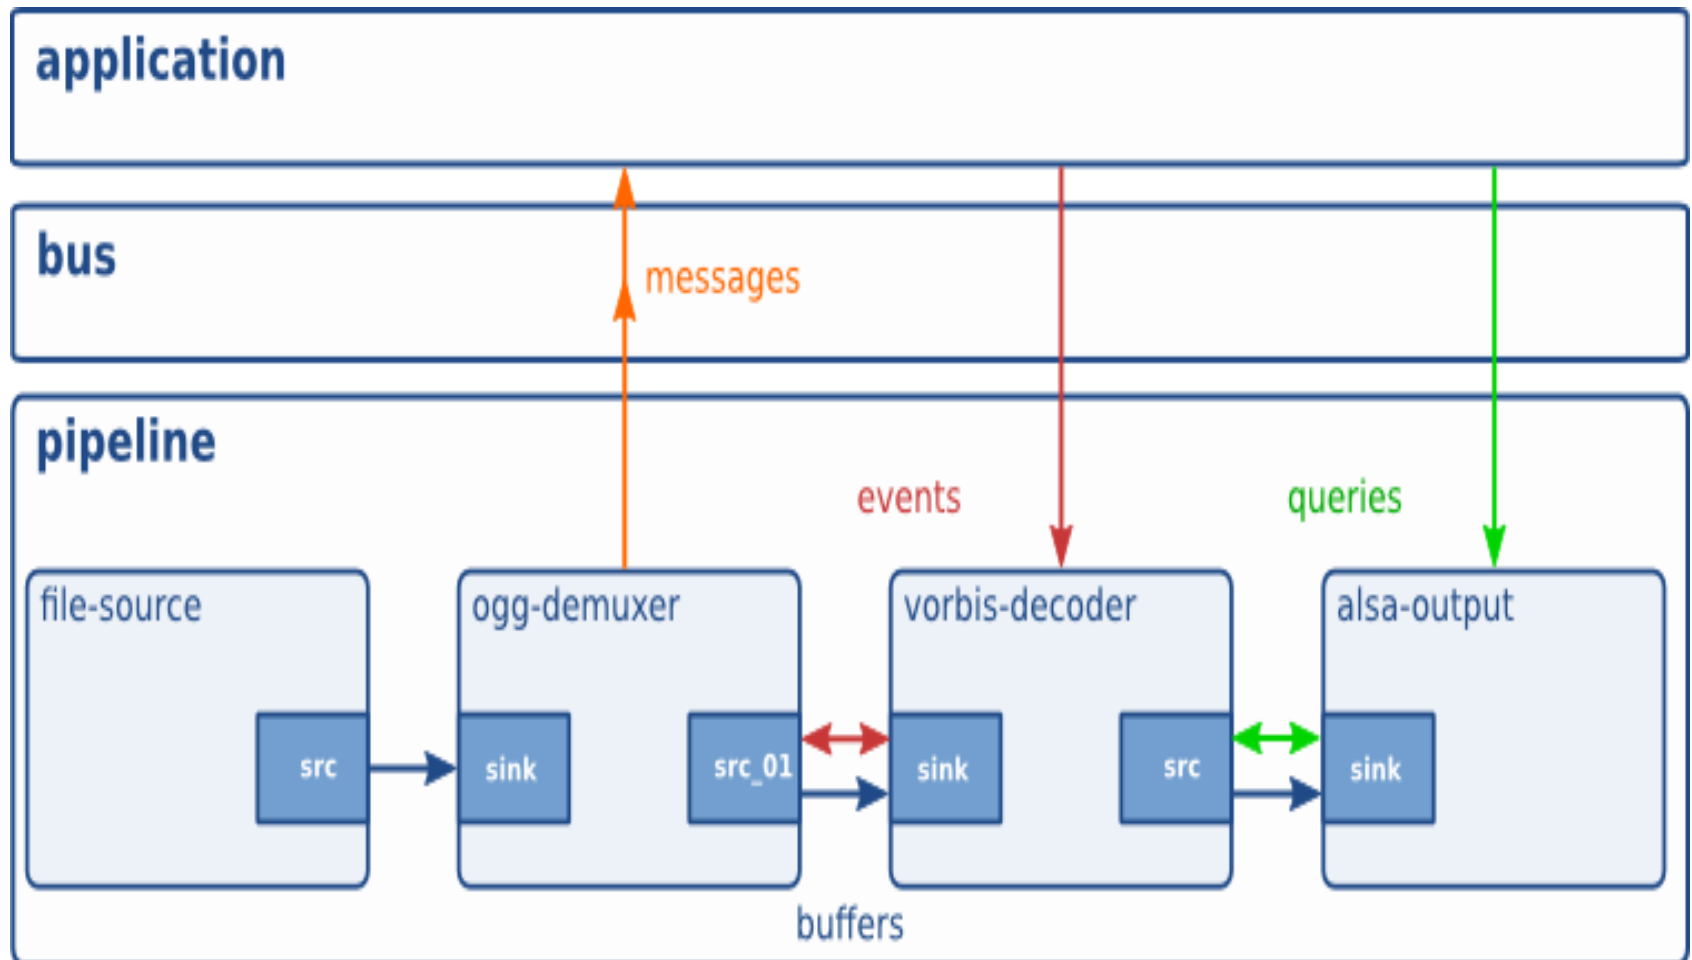 application
bus
messages
pipeline
events
queries
file-source
ogg-demuxer
vorbis-decoder
alsa-output
src
sink
src_01
sink
src
sink
buffers